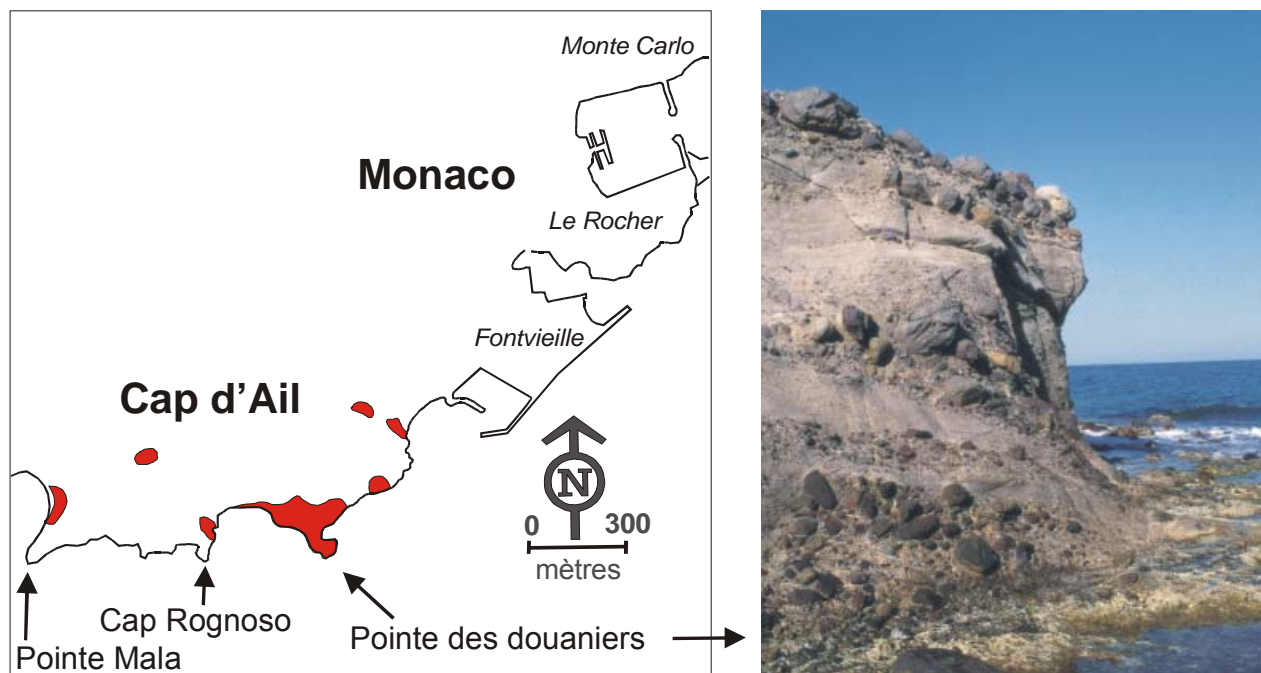 Monte Carlo
Monaco
Le Rocher
Fontvieille
Cap d'Ail
N
0 300
mètres
Cap Rognoso
Pointe des douaniers
Pointe Mala